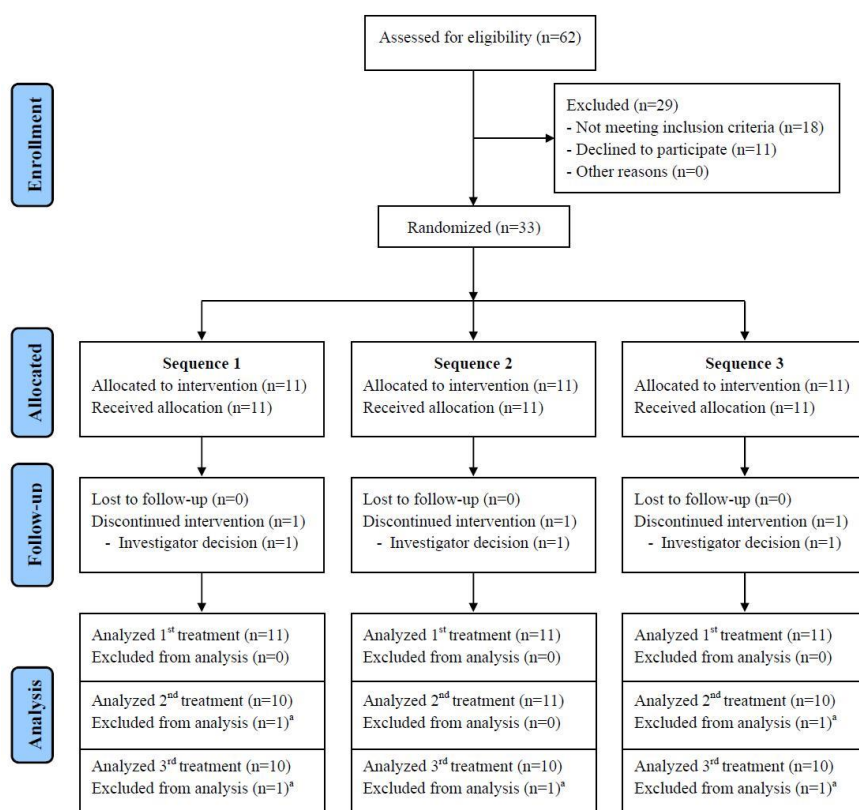 Assessed for eligibility (n=62)
Enrollment
Excluded (n=29)
- Not meeting inclusion criteria (n=18)
- Declined to participate (n=11)
- Other reasons (n=0)
Randomized (n=33)
Allocated
Sequence 1
Allocated to intervention (n=11)
Received allocation (n=11)
Sequence 2
Allocated to intervention (n=11)
Received allocation (n=11)
Sequence 3
Allocated to intervention (n=11)
Received allocation (n=11)
Follow-up
Lost to follow-up (n=0)
Discontinued intervention (n=1)
- Investigator decision (n=1)
Lost to follow-up (n=0)
Discontinued intervention (n=1)
- Investigator decision (n=1)
Lost to follow-up (n=0)
Discontinued intervention (n=1)
- Investigator decision (n=1)
Analysis
Analyzed 1st treatment (n=11)
Excluded from analysis (n=0)
Analyzed 2nd treatment (n=10)
Excluded from analysis (n=1)a
Analyzed 3rd treatment (n=10)
Excluded from analysis (n=1)a
Analyzed 1st treatment (n=11)
Excluded from analysis (n=0)
Analyzed 2nd treatment (n=11)
Excluded from analysis (n=0)
Analyzed 3rd treatment (n=10)
Excluded from analysis (n=1)a
Analyzed 1st treatment (n=11)
Excluded from analysis (n=0)
Analyzed 2nd treatment (n=10)
Excluded from analysis (n=1)a
Analyzed 3rd treatment (n=10)
Excluded from analysis (n=1)a